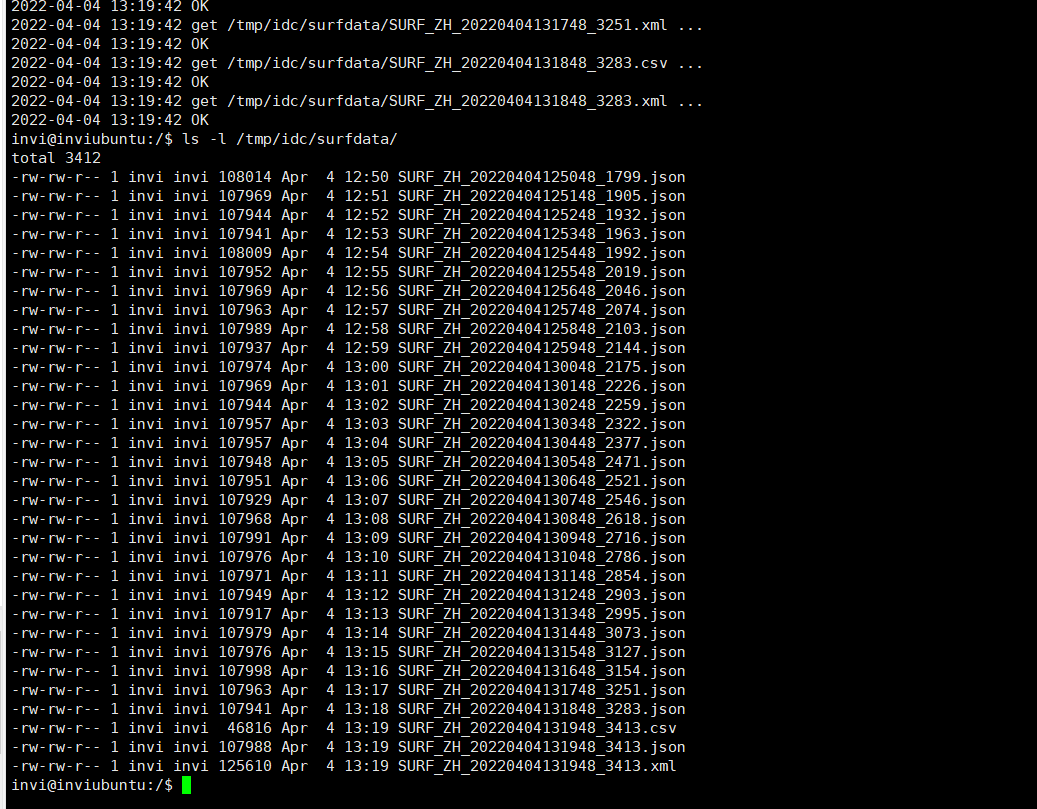 2022-04-04 13:19:42 OK
2022-04-04 13:19:42 get /tmp/idc/surfdata/SURF_ZH_20220404131748_3251.xml ...
2022-04-04 13:19:42 OK
2022-04-04 13:19:42 get /tmp/idc/surfdata/SURF_ZH_20220404131848_3283.csv ...
2022-04-04 13:19:42 OK
2022-04-04 13:19:42 get /tmp/idc/surfdata/SURF_ZH_20220404131848_3283.xml ...
2022-04-04 13:19:42 OK
invi@inviubuntu:/$ ls -l /tmp/idc/surfdata/
total 3412
-rw-rw-r-- 1 invi invi 108014 Apr  4 12:50 SURF_ZH_20220404125048_1799.json
-rw-rw-r-- 1 invi invi 107969 Apr  4 12:51 SURF_ZH_20220404125148_1905.json
-rw-rw-r-- 1 invi invi 107944 Apr  4 12:52 SURF_ZH_20220404125248_1932.json
-rw-rw-r-- 1 invi invi 107941 Apr  4 12:53 SURF_ZH_20220404125348_1963.json
-rw-rw-r-- 1 invi invi 108009 Apr  4 12:54 SURF_ZH_20220404125448_1992.json
-rw-rw-r-- 1 invi invi 107952 Apr  4 12:55 SURF_ZH_20220404125548_2019.json
-rw-rw-r-- 1 invi invi 107969 Apr  4 12:56 SURF_ZH_20220404125648_2046.json
-rw-rw-r-- 1 invi invi 107963 Apr  4 12:57 SURF_ZH_20220404125748_2074.json
-rw-rw-r-- 1 invi invi 107989 Apr  4 12:58 SURF_ZH_20220404125848_2103.json
-rw-rw-r-- 1 invi invi 107937 Apr  4 12:59 SURF_ZH_20220404125948_2144.json
-rw-rw-r-- 1 invi invi 107974 Apr  4 13:00 SURF_ZH_20220404130048_2175.json
-rw-rw-r-- 1 invi invi 107969 Apr  4 13:01 SURF_ZH_20220404130148_2226.json
-rw-rw-r-- 1 invi invi 107944 Apr  4 13:02 SURF_ZH_20220404130248_2259.json
-rw-rw-r-- 1 invi invi 107957 Apr  4 13:03 SURF_ZH_20220404130348_2322.json
-rw-rw-r-- 1 invi invi 107957 Apr  4 13:04 SURF_ZH_20220404130448_2377.json
-rw-rw-r-- 1 invi invi 107948 Apr  4 13:05 SURF_ZH_20220404130548_2471.json
-rw-rw-r-- 1 invi invi 107951 Apr  4 13:06 SURF_ZH_20220404130648_2521.json
-rw-rw-r-- 1 invi invi 107929 Apr  4 13:07 SURF_ZH_20220404130748_2546.json
-rw-rw-r-- 1 invi invi 107968 Apr  4 13:08 SURF_ZH_20220404130848_2618.json
-rw-rw-r-- 1 invi invi 107991 Apr  4 13:09 SURF_ZH_20220404130948_2716.json
-rw-rw-r-- 1 invi invi 107976 Apr  4 13:10 SURF_ZH_20220404131048_2786.json
-rw-rw-r-- 1 invi invi 107971 Apr  4 13:11 SURF_ZH_20220404131148_2854.json
-rw-rw-r-- 1 invi invi 107949 Apr  4 13:12 SURF_ZH_20220404131248_2903.json
-rw-rw-r-- 1 invi invi 107917 Apr  4 13:13 SURF_ZH_20220404131348_2995.json
-rw-rw-r-- 1 invi invi 107979 Apr  4 13:14 SURF_ZH_20220404131448_3073.json
-rw-rw-r-- 1 invi invi 107976 Apr  4 13:15 SURF_ZH_20220404131548_3127.json
-rw-rw-r-- 1 invi invi 107998 Apr  4 13:16 SURF_ZH_20220404131648_3154.json
-rw-rw-r-- 1 invi invi 107963 Apr  4 13:17 SURF_ZH_20220404131748_3251.json
-rw-rw-r-- 1 invi invi 107941 Apr  4 13:18 SURF_ZH_20220404131848_3283.json
-rw-rw-r-- 1 invi invi  46816 Apr  4 13:19 SURF_ZH_20220404131948_3413.csv
-rw-rw-r-- 1 invi invi 107988 Apr  4 13:19 SURF_ZH_20220404131948_3413.json
-rw-rw-r-- 1 invi invi 125610 Apr  4 13:19 SURF_ZH_20220404131948_3413.xml
invi@inviubuntu:/$